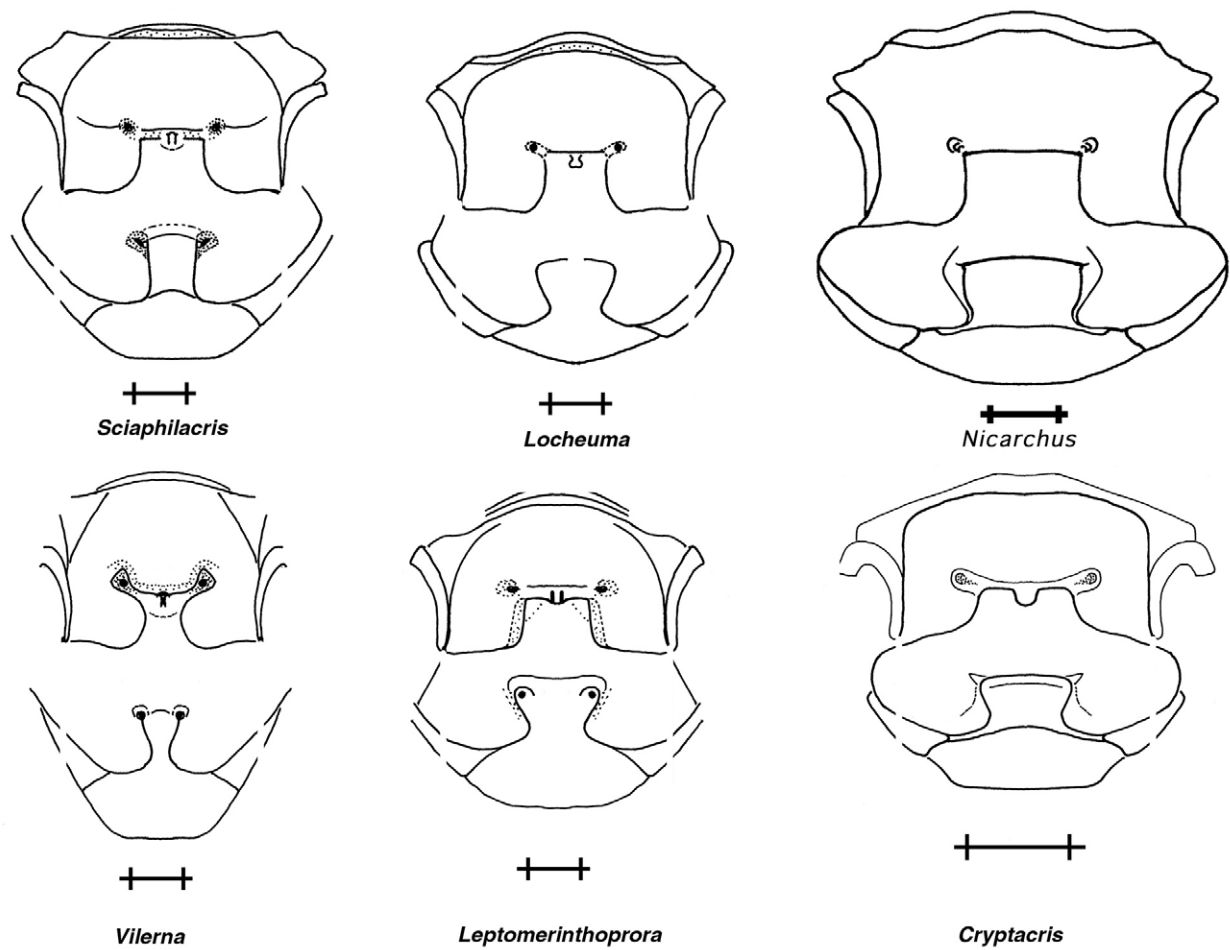 Sciaphilacris
Locheuma
Nicarchus
Vilerna
Leptomerinthoprora
Cryptacris